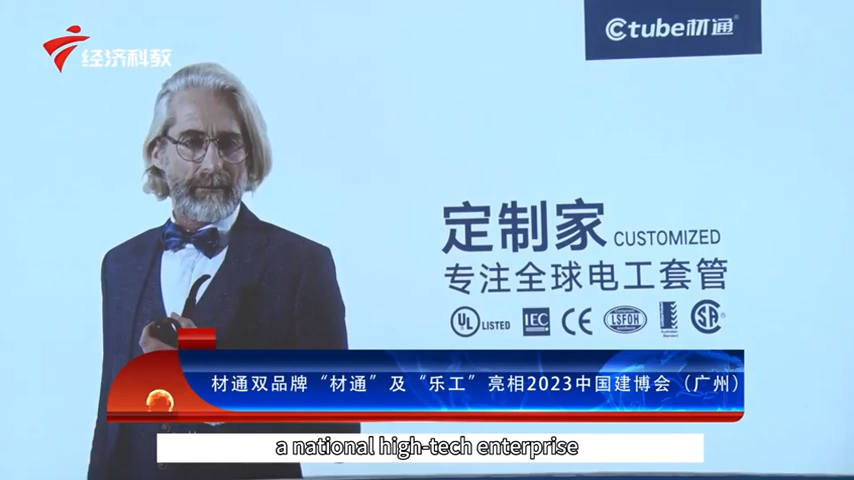 经济科教
Ctube材通®
定制家 CUSTOMIZED
专注全球电工套管
UL LISTED IEC CE LSFOH CSA
材通双品牌“材通”及“乐工”亮相2023中国建博会（广州）
a national high-tech enterprise